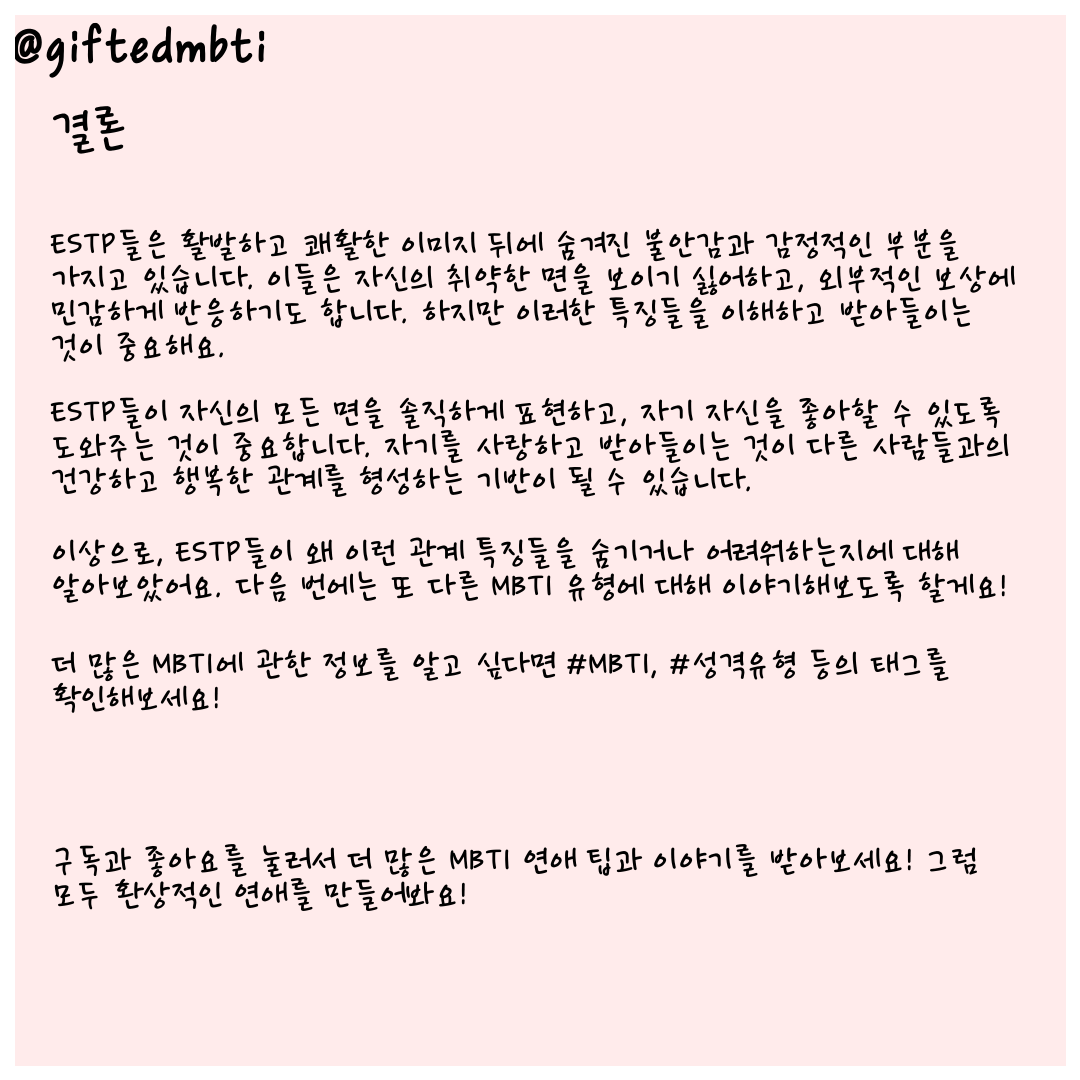 @giftedmbti
결론
ESTP들은 활발하고 쾌활한 이미지 뒤에 숨겨진 불안감과 감정적인 부분을
가지고 있습니다. 이들은 자신의 취약한 면을 보이기 싫어하고, 외부적인 보상에
민감하게 반응하기도 합니다. 하지만 이러한 특징들을 이해하고 받아들이는
것이 중요해요.
ESTP들이 자신의 모든 면을 솔직하게 표현하고, 자기 자신을 좋아할 수 있도록
도와주는 것이 중요합니다. 자기를 사랑하고 받아들이는 것이 다른 사람들과의
건강하고 행복한 관계를 형성하는 기반이 될 수 있습니다.
이상으로, ESTP들이 왜 이런 관계 특징들을 숨기거나 어려워하는지에 대해
알아보았어요. 다음 번에는 또 다른 MBTI 유형에 대해 이야기해보도록 할게요!
더 많은 MBTI에 관한 정보를 알고 싶다면 #MBTI, #성격유형 등의 태그를
확인해보세요!
구독과 좋아요를 눌러서 더 많은 MBTI 연애 팁과 이야기를 받아보세요! 그럼
모두 환상적인 연애를 만들어봐요!